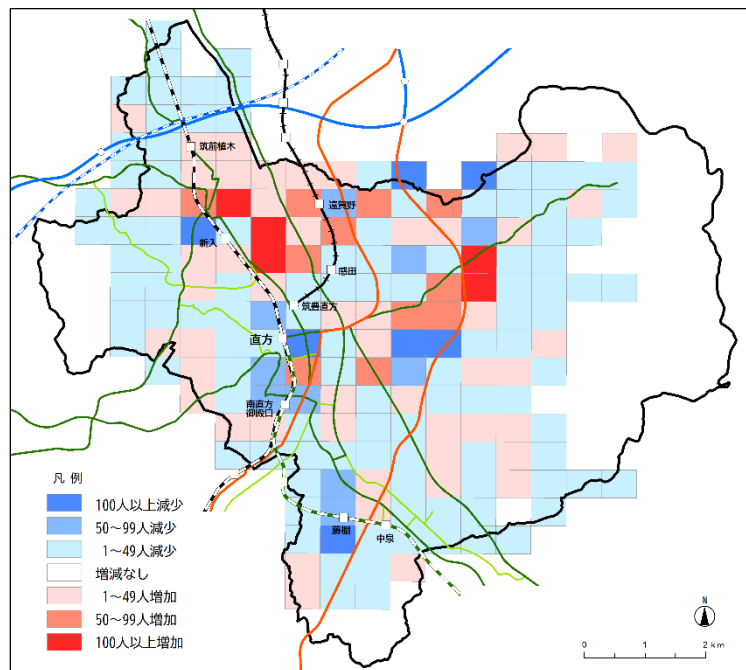 筑前植木
遠賀野
新入
感田
筑豊直方
直方
南直方
御殿口
藤棚
中泉
凡 例
100人以上減少
50~99人減少
1~49人減少
増減なし
1~49人増加
50~99人増加
100人以上増加
N
0 1 2km